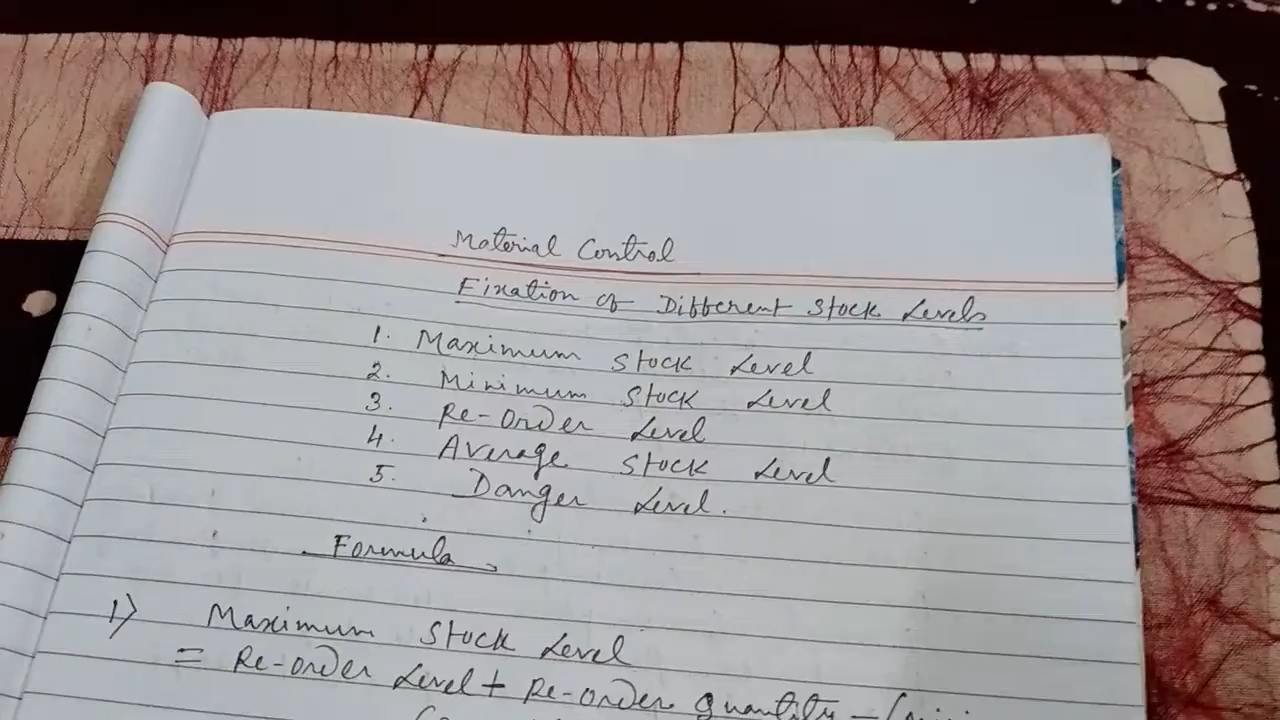 Material Control
Fixation of Different Stock Levels
1. Maximum Stock Level
2. Minimum Stock Level
3. Re-Order Level
4. Average Stock Level
5. Danger Level.
Formula
1) Maximum Stock Level
= Re-order Level + Re-order quantity - (